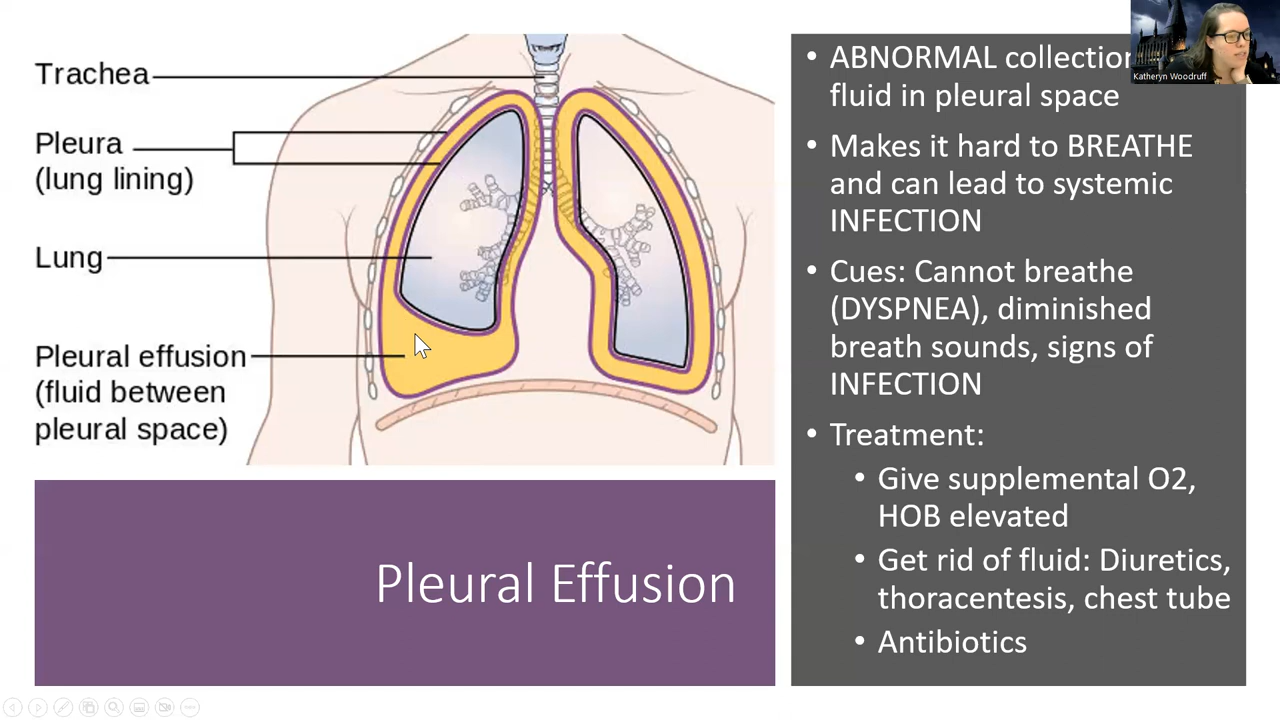 Trachea
Pleura
(lung lining)
Lung
Pleural effusion
(fluid between
pleural space)
Pleural Effusion
• ABNORMAL collection
fluid in pleural space
• Makes it hard to BREATHE
and can lead to systemic
INFECTION
• Cues: Cannot breathe
(DYSPNEA), diminished
breath sounds, signs of
INFECTION
• Treatment:
• Give supplemental O2,
HOB elevated
• Get rid of fluid: Diuretics,
thoracentesis, chest tube
• Antibiotics
Katheryn Woodruff